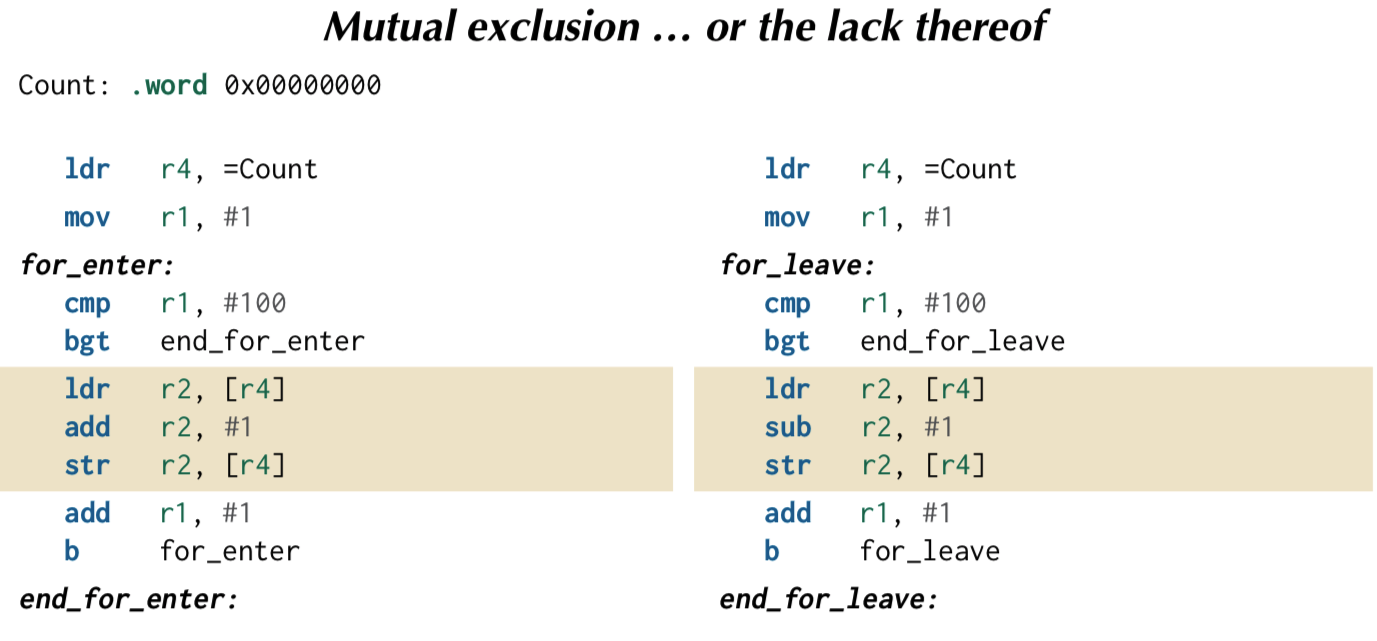 Mutual exclusion … or the lack thereof
Count: .word 0x00000000
ldr r4, =Count
mov r1, #1
for_enter:
cmp r1, #100
bgt end_for_enter
ldr r2, [r4]
add r2, #1
str r2, [r4]
add r1, #1
b for_enter
end_for_enter:
ldr r4, =Count
mov r1, #1
for_leave:
cmp r1, #100
bgt end_for_leave
ldr r2, [r4]
sub r2, #1
str r2, [r4]
add r1, #1
b for_leave
end_for_leave: